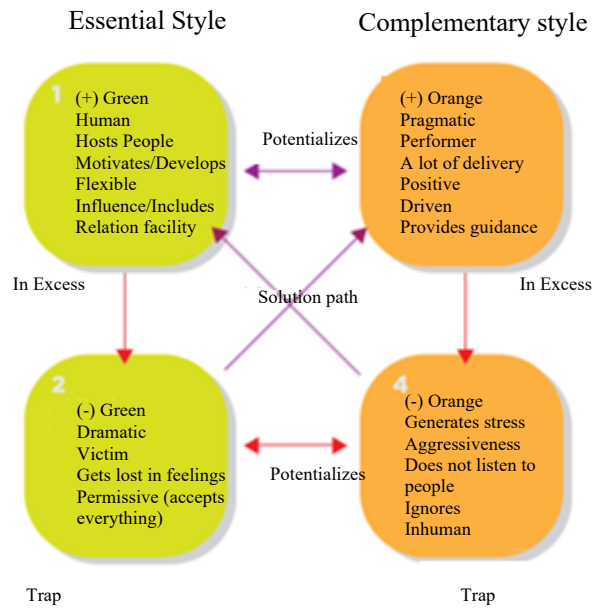 Essential Style
Complementary style
1
(+) Green
Human
Hosts People
Motivates/Develops
Flexible
Influence/Includes
Relation facility
Potentializes
(+) Orange
Pragmatic
Performer
A lot of delivery
Positive
Driven
Provides guidance
In Excess
Solution path
In Excess
2
(-) Green
Dramatic
Victim
Gets lost in feelings
Permissive (accepts
everything)
Potentializes
4
(-) Orange
Generates stress
Aggressiveness
Does not listen to
people
Ignores
Inhuman
Trap
Trap